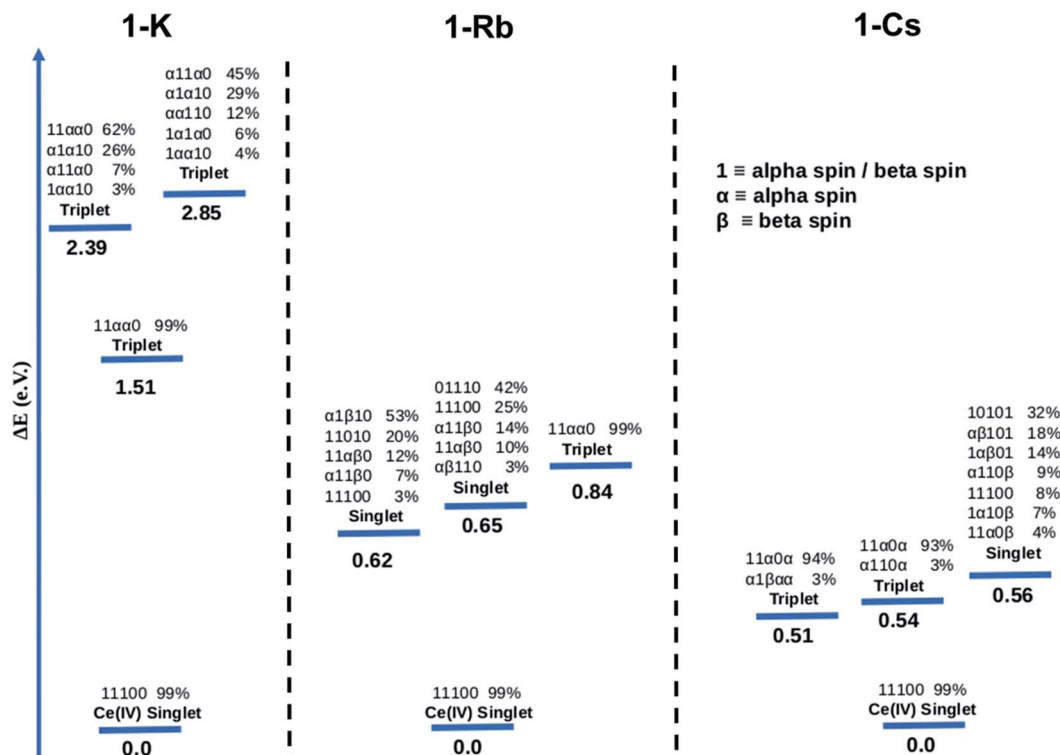 1-K
1-Rb
1-Cs
ΔE (e.V.)
α11α0 45%
α1α10 29%
αα110 12%
1α1α0 6%
1αα10 4%
Triplet
2.85
11αα0 62%
α1α10 26%
α11α0 7%
1αα10 3%
Triplet
2.39
11αα0 99%
Triplet
1.51
11100 99%
Ce(IV) Singlet
0.0
α1β10 53%
11010 20%
11αβ0 12%
α11β0 7%
11100 3%
Singlet
0.62
01110 42%
11100 25%
α11β0 14%
11αβ0 10%
αβ110 3%
Singlet
0.65
11αα0 99%
Triplet
0.84
11100 99%
Ce(IV) Singlet
0.0
1 ≡ alpha spin / beta spin
α ≡ alpha spin
β ≡ beta spin
11α0α 94%
α1βαα 3%
Triplet
0.51
11α0α 93%
α110α 3%
Triplet
0.54
10101 32%
αβ101 18%
1αβ01 14%
α110β 9%
11100 8%
1α10β 7%
11α0β 4%
Singlet
0.56
11100 99%
Ce(IV) Singlet
0.0